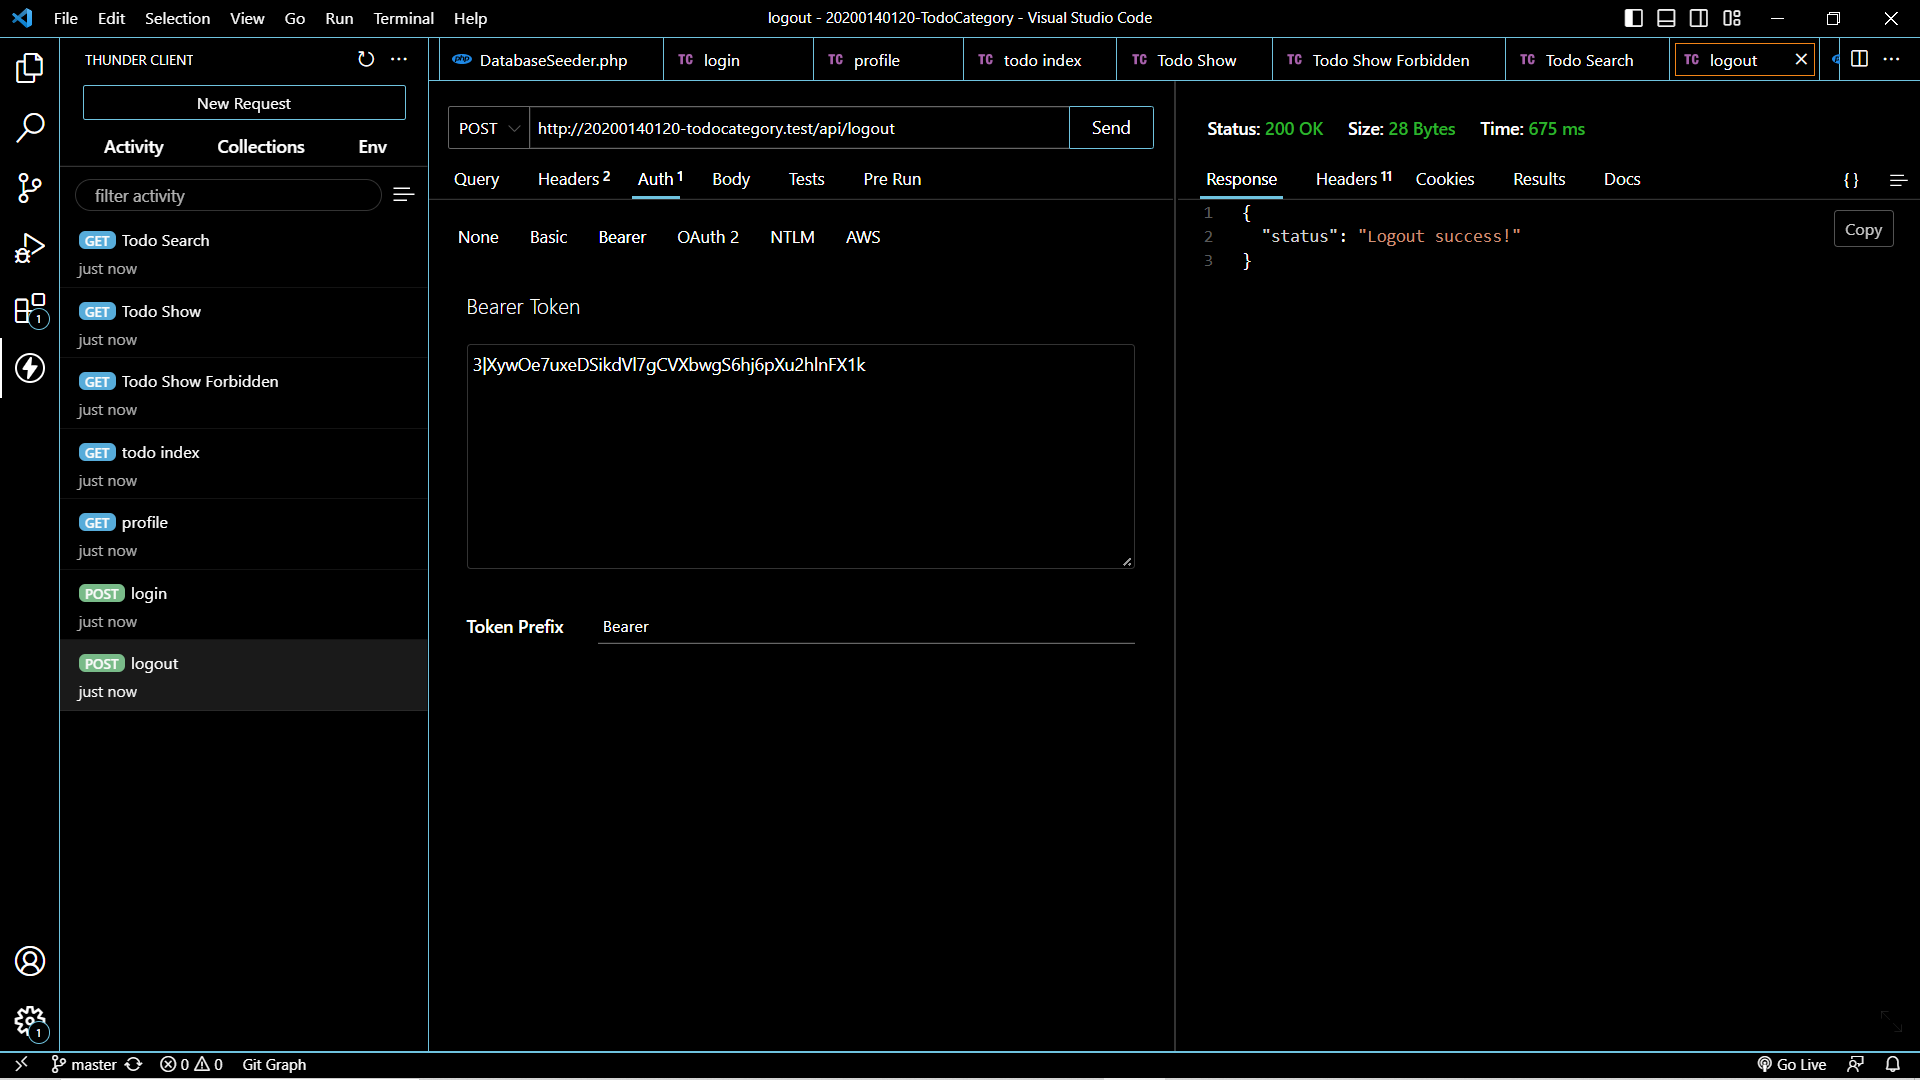 File Edit Selection View Go Run Terminal Help
logout - 20200140120-TodoCategory - Visual Studio Code
THUNDER CLIENT
New Request
Activity Collections Env
filter activity
GET Todo Search
just now
GET Todo Show
just now
GET Todo Show Forbidden
just now
GET todo index
just now
GET profile
just now
POST login
just now
POST logout
just now
DatabaseSeeder.php
TC login
TC profile
TC todo index
TC Todo Show
TC Todo Show Forbidden
TC Todo Search
TC logout
POST http://20200140120-todocategory.test/api/logout Send
Query Headers 2 Auth 1 Body Tests Pre Run
None Basic Bearer OAuth 2 NTLM AWS
Bearer Token
3|XywOe7uxeDSikdVl7gCVXbwgS6hj6pXu2hlnFX1k
Token Prefix Bearer
Status: 200 OK Size: 28 Bytes Time: 675 ms
Response Headers 11 Cookies Results Docs
{ }
Copy
1 {
2 "status": "Logout success!"
3 }
1
1
master
0 0
Git Graph
Go Live